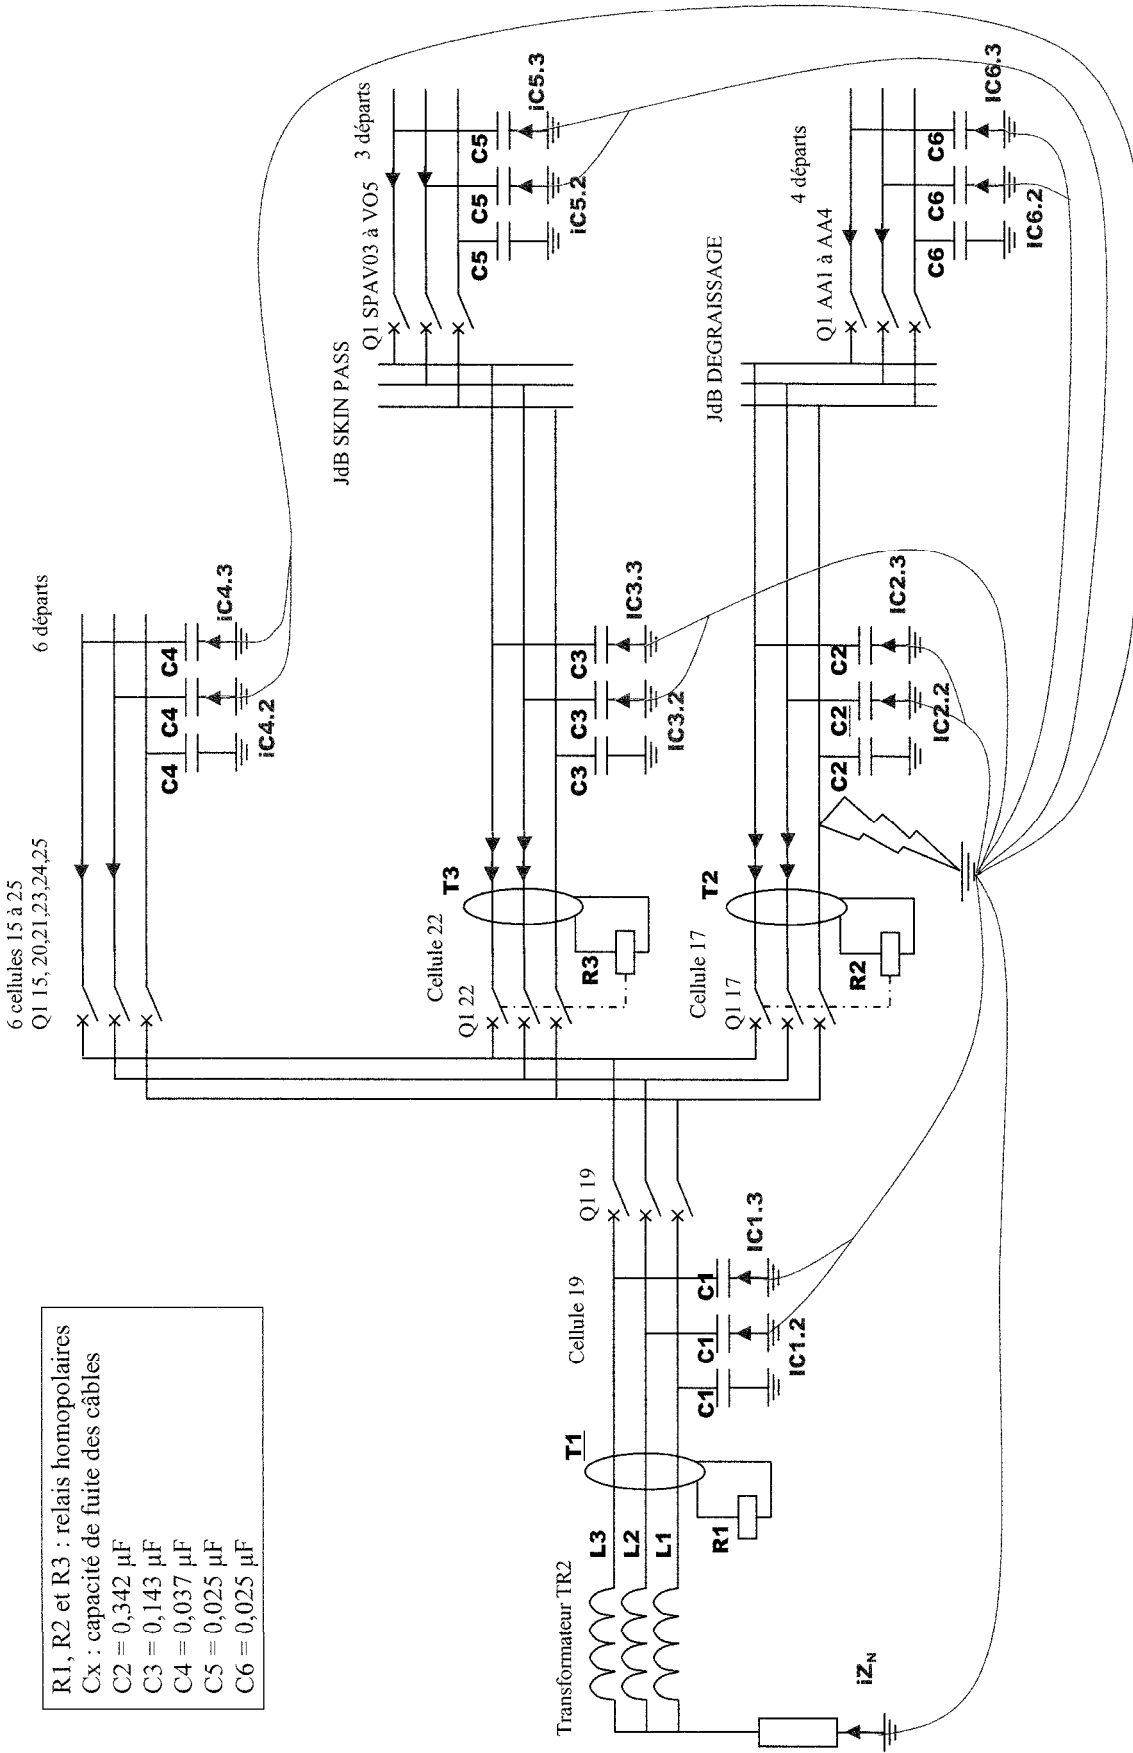 R1, R2 et R3 : relais homopolaires
Cx : capacité de fuite des câbles
C2 = 0,342 µF
C3 = 0,143 µF
C4 = 0,037 µF
C5 = 0,025 µF
C6 = 0,025 µF
6 cellules 15 à 25
Q1 15, 20,21,23,24,25
6 départs
C4
C4
C4
iC4.2
iC4.3
JdB SKIN PASS
Q1 SPAV03 à VO5
3 départs
C5
C5
C5
iC5.2
iC5.3
Cellule 22
Q1 22
T3
R3
C3
C3
C3
IC3.2
IC3.3
JdB DEGRAISSAGE
Q1 AA1 à AA4
4 départs
C6
C6
C6
iC6.2
IC6.3
Cellule 17
Q1 17
T2
R2
C2
C2
C2
IC2.2
IC2.3
Transformateur TR2
L3
L2
L1
T1
R1
Cellule 19
Q1 19
C1
C1
C1
IC1.2
IC1.3
iZN